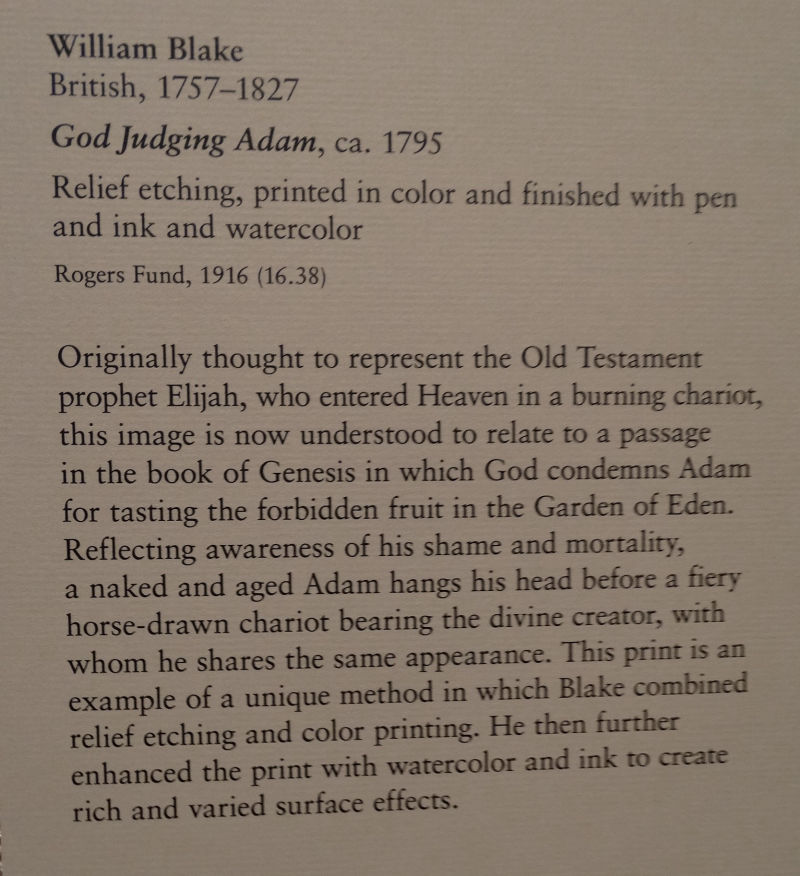 William Blake
British, 1757–1827
God Judging Adam, ca. 1795
Relief etching, printed in color and finished with pen
and ink and watercolor
Rogers Fund, 1916 (16.38)
Originally thought to represent the Old Testament
prophet Elijah, who entered Heaven in a burning chariot,
this image is now understood to relate to a passage
in the book of Genesis in which God condemns Adam
for tasting the forbidden fruit in the Garden of Eden.
Reflecting awareness of his shame and mortality,
a naked and aged Adam hangs his head before a fiery
horse-drawn chariot bearing the divine creator, with
whom he shares the same appearance. This print is an
example of a unique method in which Blake combined
relief etching and color printing. He then further
enhanced the print with watercolor and ink to create
rich and varied surface effects.